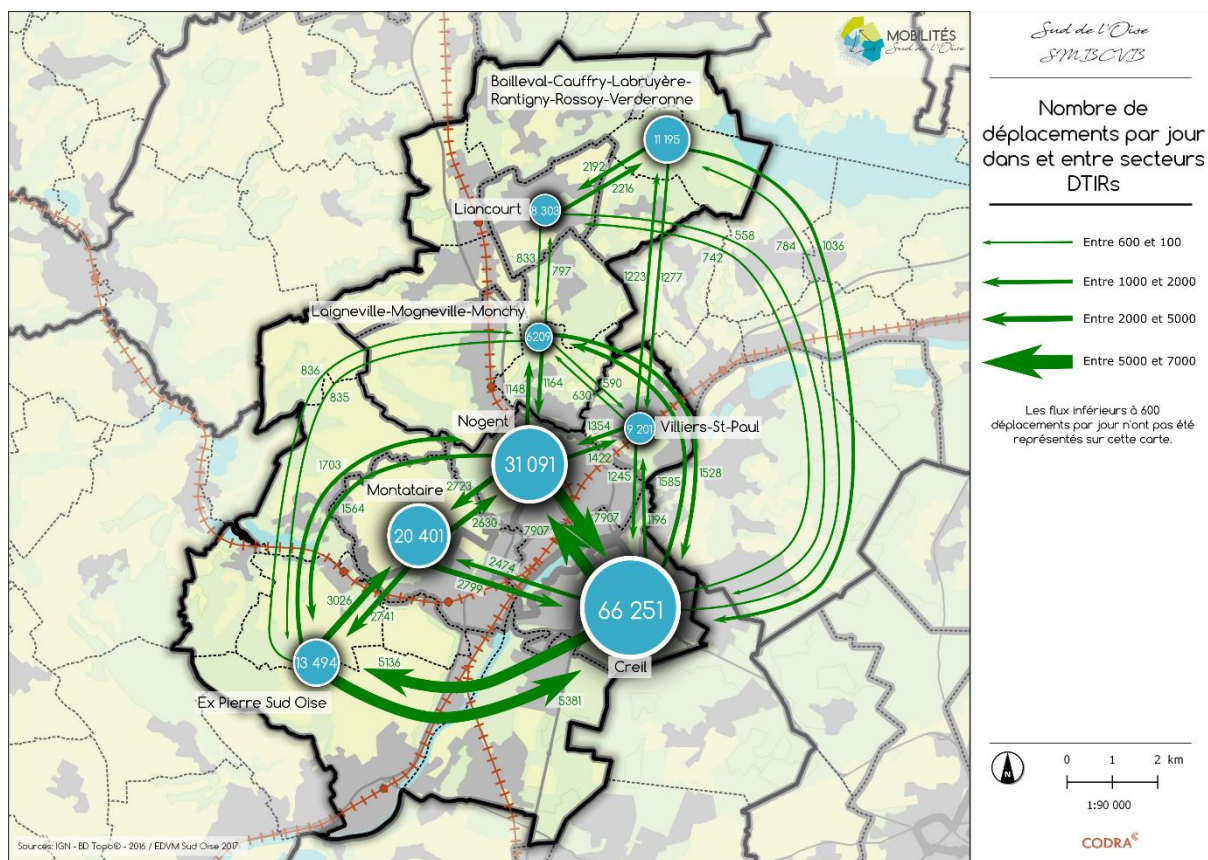 MOBILITÉS
Sud de l'Oise
Bailleval-Cauffry-Labruyère-
Rantigny-Rossoy-Verderonne
11 195
2192
2216
Liancourt
8 303
558
784
1036
742
833
797
1223
1277
Laigneville-Mogneville-Monchy
6209
836
835
590
630
1148
1164
Nogent
1354
9 201
Villiers-St-Paul
1422
31 091
1703
1564
Montataire
2723
2630
1245
1585
1528
1196
20 401
7907
7907
2474
2799
66 251
3026
2741
13 494
5136
5381
Creil
Ex Pierre Sud Oise
Sources: IGN - BD Topo® - 2016 / EDVM Sud Oise 2017
Sud de l'Oise
SMBCVB
Nombre de
déplacements par jour
dans et entre secteurs
DTIRs
Entre 600 et 100
Entre 1000 et 2000
Entre 2000 et 5000
Entre 5000 et 7000
Les flux inférieurs à 600
déplacements par jour n'ont pas été
représentés sur cette carte.
N
0 1 2 km
1:90 000
CODRA